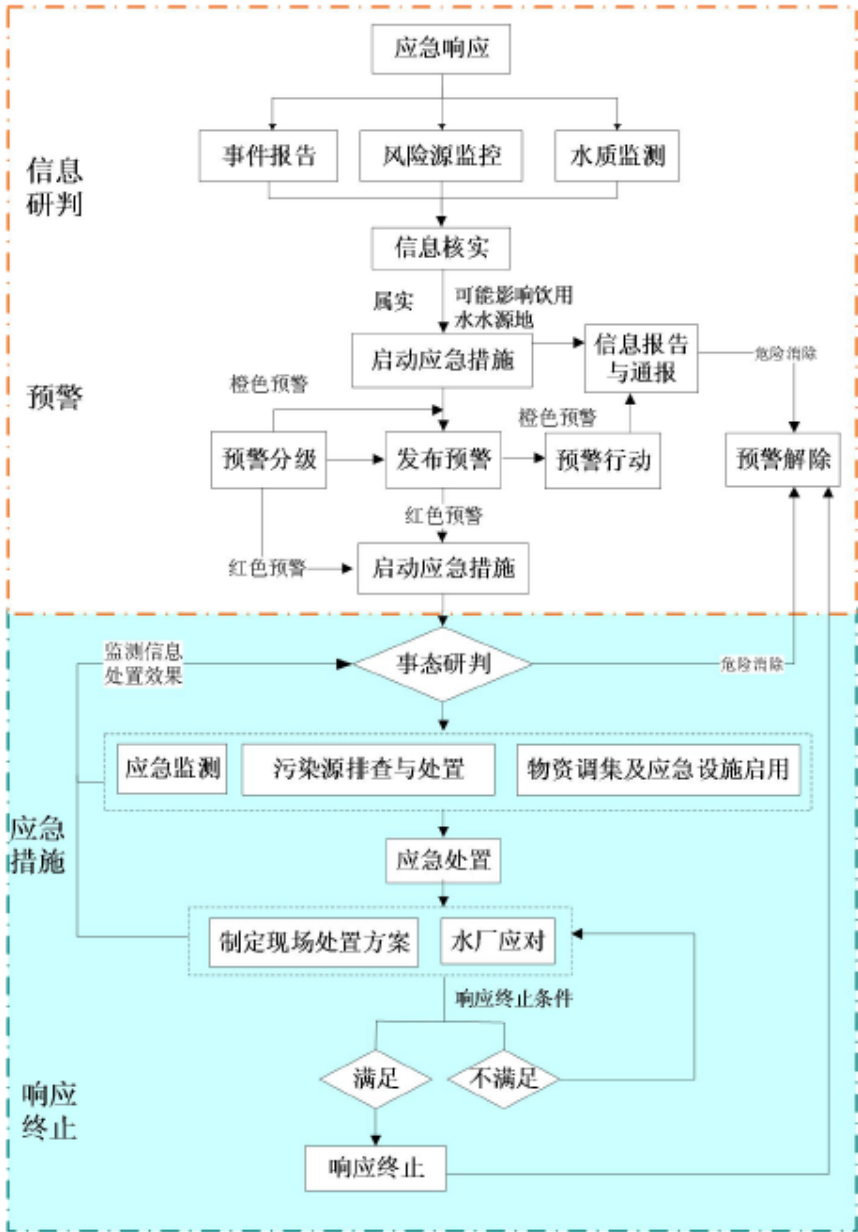 应急响应
事件报告
风险源监控
水质监测
信息
研判
信息核实
属实
可能影响饮用
水水源地
启动应急措施
信息报告
与通报
危险消除
预警
橙色预警
橙色预警
预警分级
发布预警
预警行动
预警解除
红色预警
红色预警
启动应急措施
监测信息
处置效果
事态研判
危险消除
应急监测
污染源排查与处置
物资调集及应急设施启用
应急
措施
应急处置
制定现场处置方案
水厂应对
响应终止条件
满足
不满足
响应
终止
响应终止